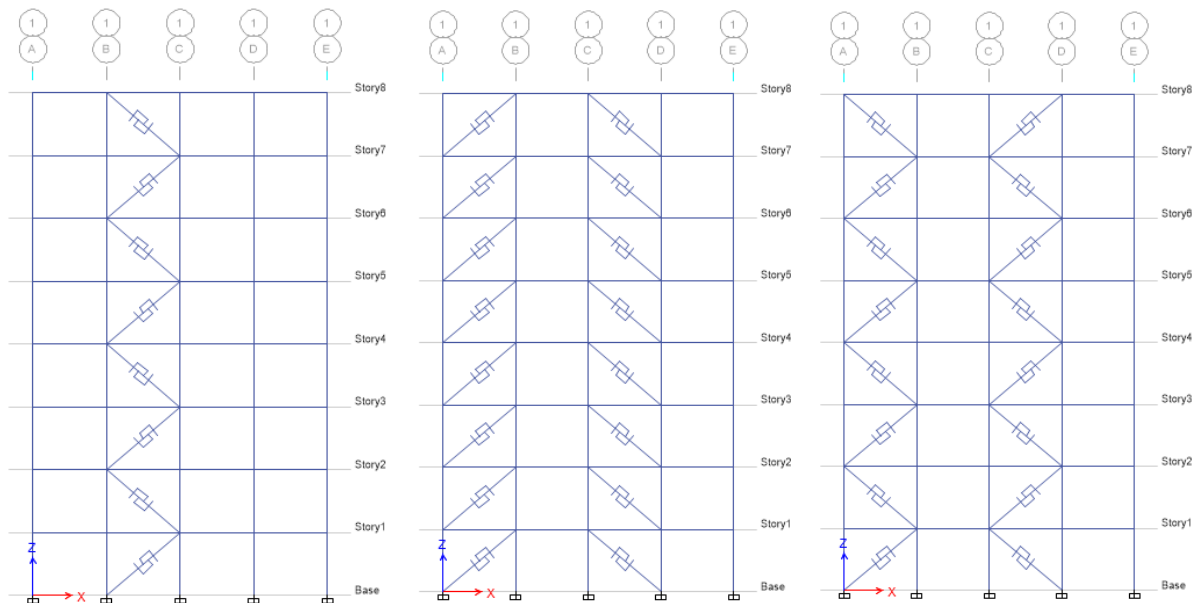 1 1 1 1 1
A B C D E
Story8
Story7
Story6
Story5
Story4
Story3
Story2
Story1
Z
X
Base
1 1 1 1 1
A B C D E
Story8
Story7
Story6
Story5
Story4
Story3
Story2
Story1
Z
X
Base
1 1 1 1 1
A B C D E
Story8
Story7
Story6
Story5
Story4
Story3
Story2
Story1
Z
X
Base